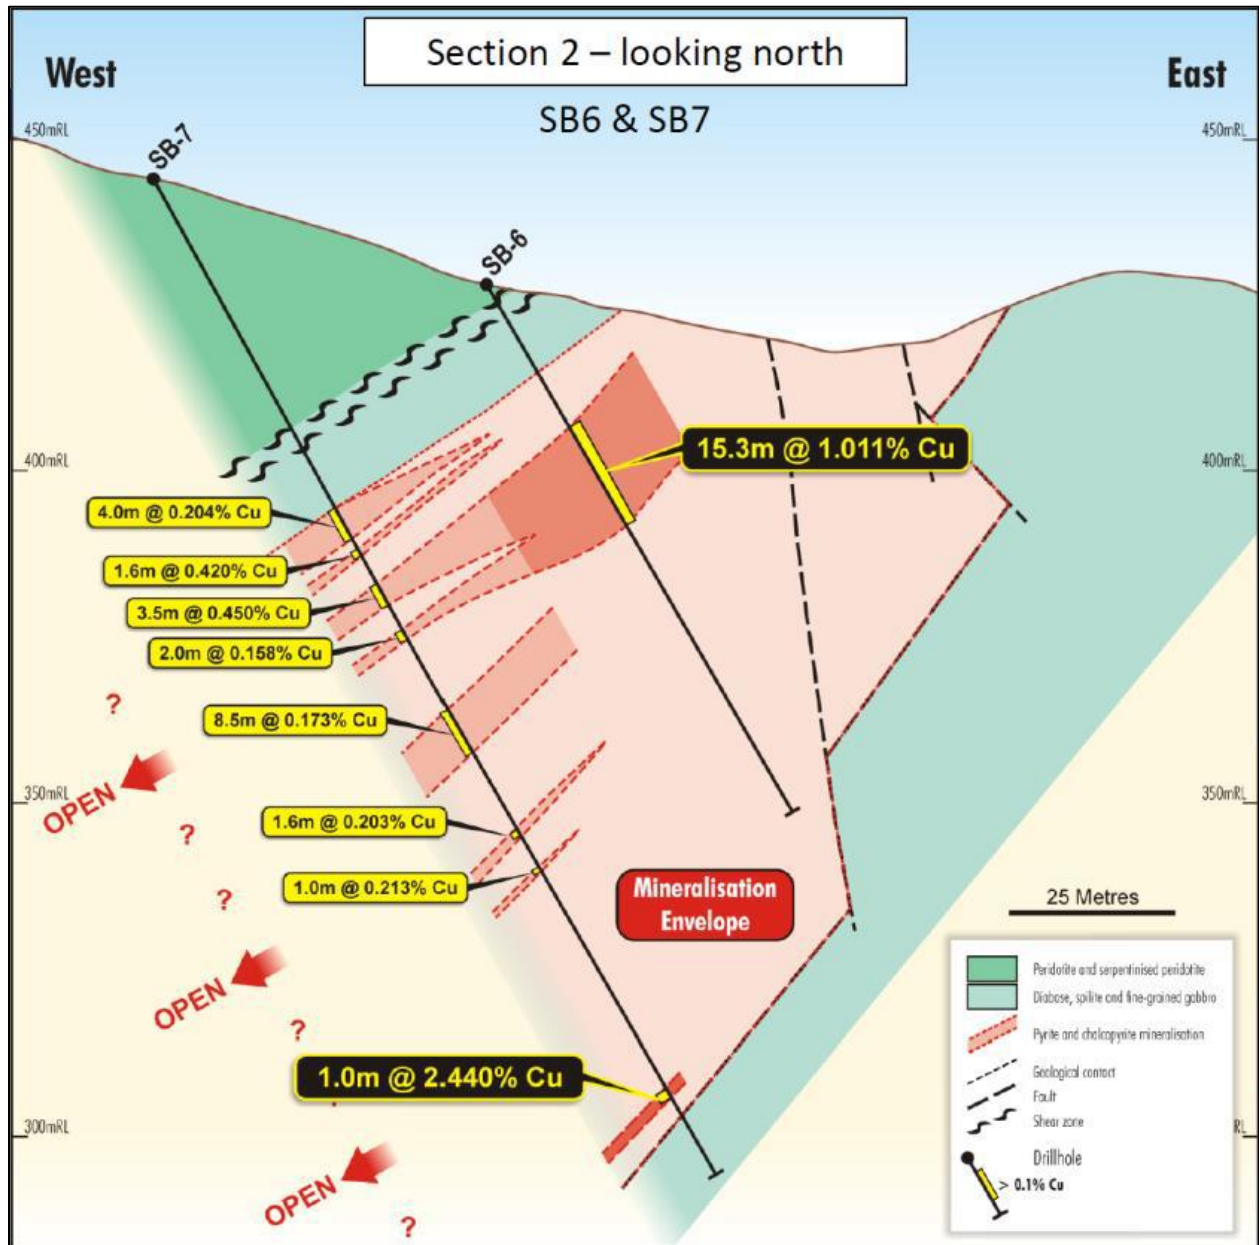 Section 2 – looking north
West
East
SB6 & SB7
450mRL
450mRL
SB-7
SB-6
400mRL
400mRL
15.3m @ 1.011% Cu
4.0m @ 0.204% Cu
1.6m @ 0.420% Cu
3.5m @ 0.450% Cu
2.0m @ 0.158% Cu
?
8.5m @ 0.173% Cu
OPEN
350mRL
350mRL
?
1.6m @ 0.203% Cu
1.0m @ 0.213% Cu
?
Mineralisation
Envelope
25 Metres
OPEN
?
Peridotite and serpentinised peridotite
Diabase, spilite and fine-grained gabbro
Pyrite and chalcopyrite mineralisation
Geological contact
Fault
Shear zone
1.0m @ 2.440% Cu
300mRL
RL
Drillhole
> 0.1% Cu
OPEN
?